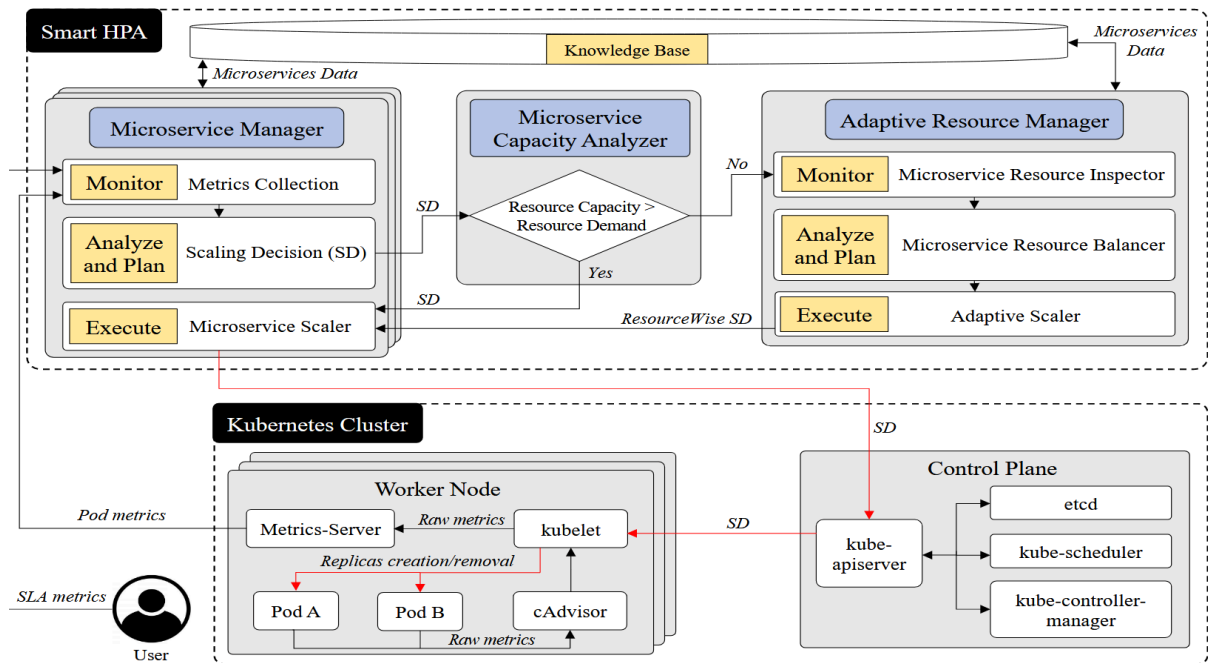 Smart HPA
Knowledge Base
Microservices
Data
Microservices Data
Microservice Manager
Monitor
Metrics Collection
Analyze
and Plan
Scaling Decision (SD)
Execute
Microservice Scaler
SD
Microservice
Capacity Analyzer
Resource Capacity >
Resource Demand
No
Yes
SD
Adaptive Resource Manager
Monitor
Microservice Resource Inspector
Analyze
and Plan
Microservice Resource Balancer
Execute
Adaptive Scaler
ResourceWise SD
Kubernetes Cluster
SD
Worker Node
Pod metrics
Metrics-Server
Raw metrics
kubelet
SD
Replicas creation/removal
Pod A
Pod B
cAdvisor
Raw metrics
Control Plane
kube-
apiserver
etcd
kube-scheduler
kube-controller-
manager
SLA metrics
User